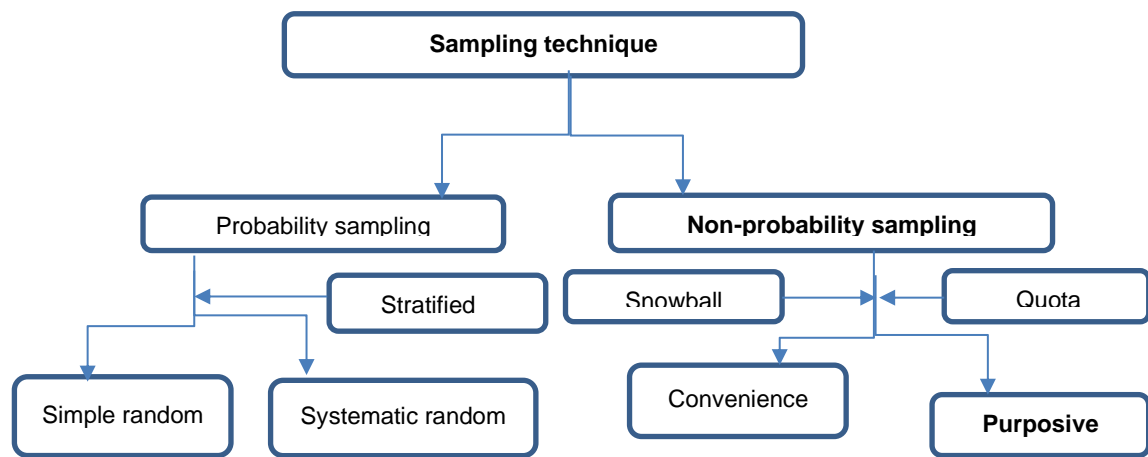 Sampling technique
Probability sampling
Non-probability sampling
Stratified
Snowball
Quota
Simple random
Systematic random
Convenience
Purposive